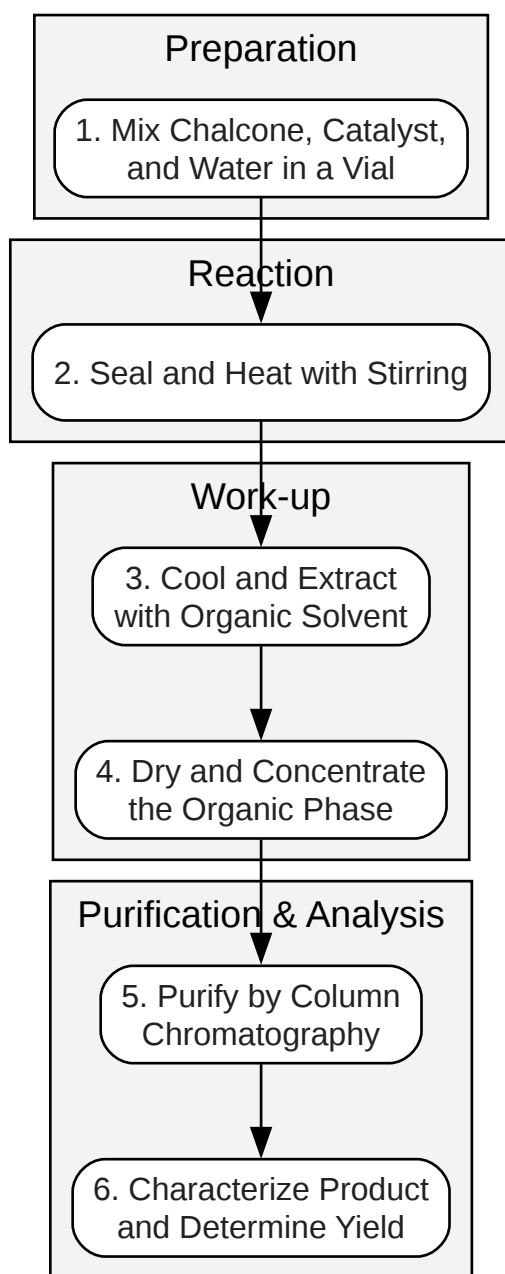 Preparation
1. Mix Chalcone, Catalyst,
and Water in a Vial
Reaction
2. Seal and Heat with Stirring
Work-up
3. Cool and Extract
with Organic Solvent
4. Dry and Concentrate
the Organic Phase
Purification & Analysis
5. Purify by Column
Chromatography
6. Characterize Product
and Determine Yield